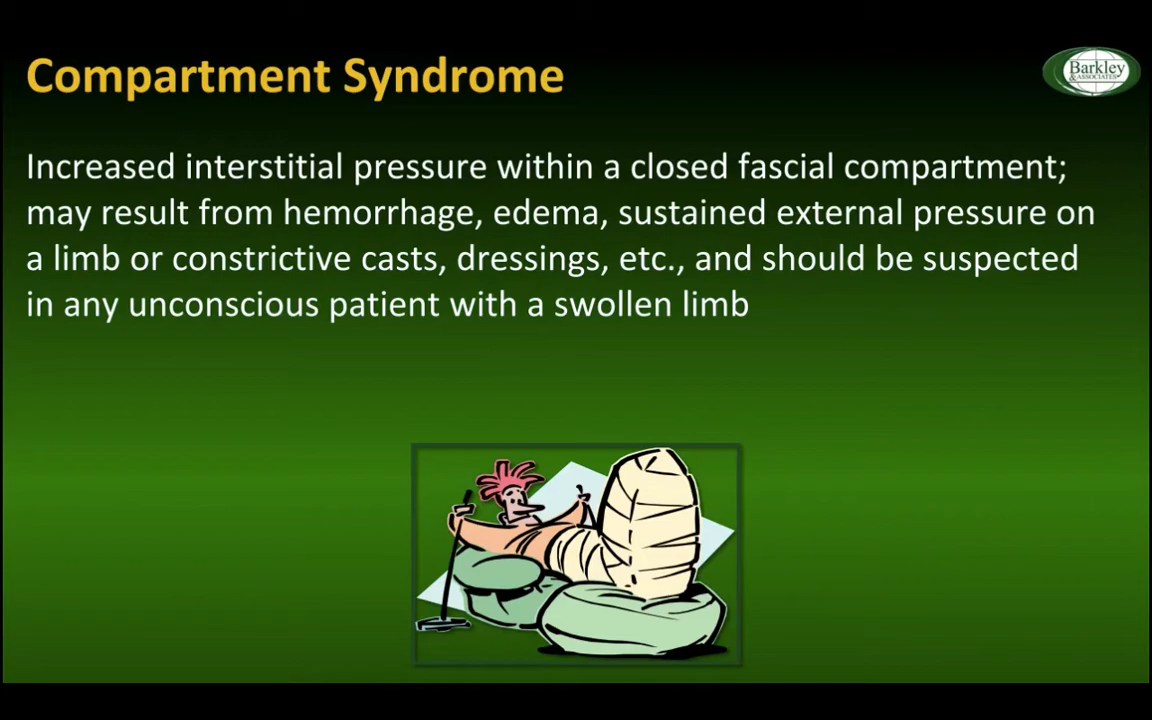 Compartment Syndrome
Barkley
& ASSOCIATES
Increased interstitial pressure within a closed fascial compartment;
may result from hemorrhage, edema, sustained external pressure on
a limb or constrictive casts, dressings, etc., and should be suspected
in any unconscious patient with a swollen limb